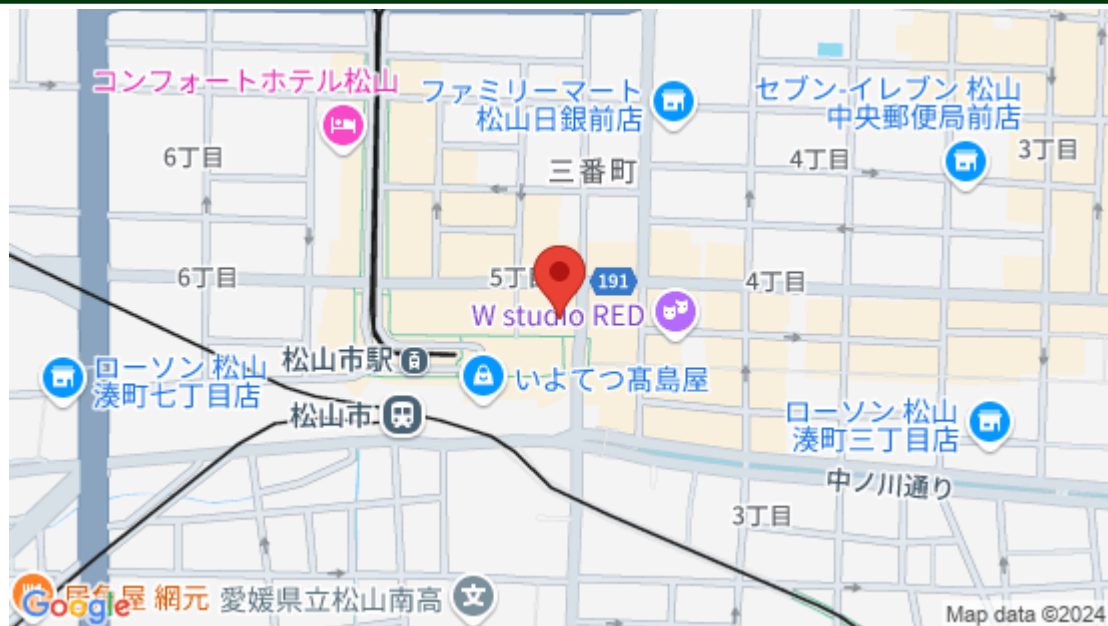 コンフォートホテル松山
ファミリーマート
松山日銀前店
セブン-イレブン 松山
中央郵便局前店
6丁目
三番町
4丁目
3丁目
6丁目
5丁目
191
4丁目
W studio RED
松山市駅
いよてつ髙島屋
ローソン 松山
湊町七丁目店
松山市
ローソン 松山
湊町三丁目店
中ノ川通り
3丁目
居魚屋 網元
愛媛県立松山南高
Google
Map data ©2024